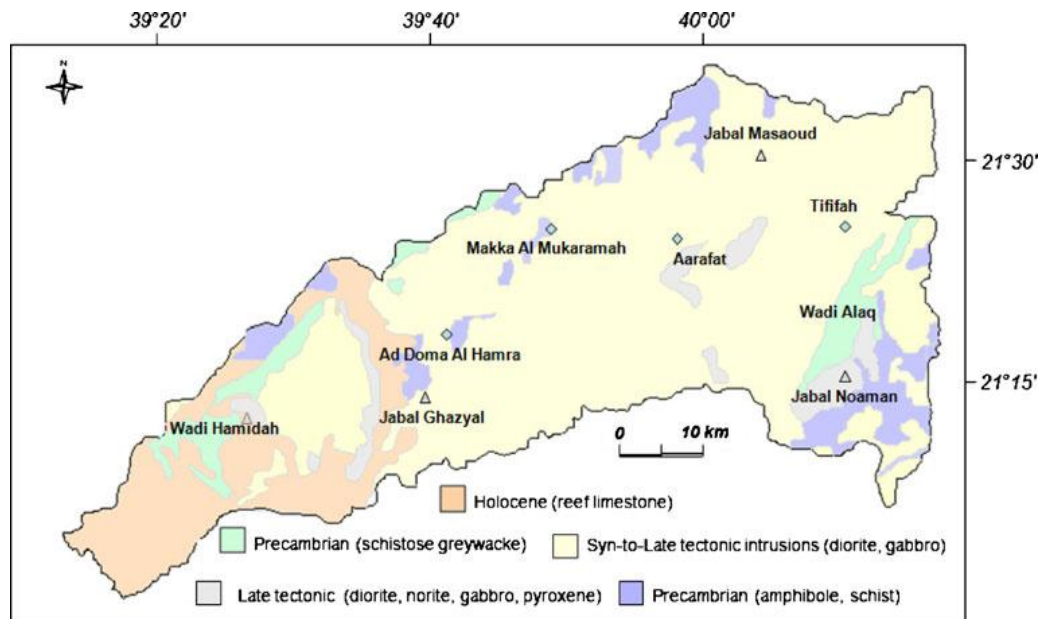 39°20' 39°40' 40°00'
N
Jabal Masaoud
21°30'
Tififah
Makka Al Mukaramah
Aarafat
Wadi Alaq
Ad Doma Al Hamra
21°15'
Jabal Noaman
Jabal Ghazyal
Wadi Hamidah
0 10 km
Holocene (reef limestone)
Precambrian (schistose greywacke) Syn-to-Late tectonic intrusions (diorite, gabbro)
Late tectonic (diorite, norite, gabbro, pyroxene) Precambrian (amphibole, schist)